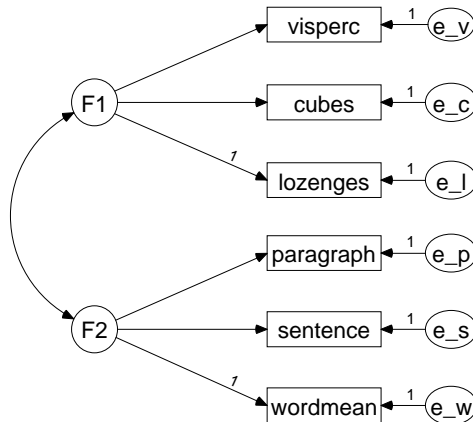 visperc
1
e_v
F1
cubes
1
e_c
1
lozenges
1
e_l
paragraph
1
e_p
F2
sentence
1
e_s
1
wordmean
1
e_w